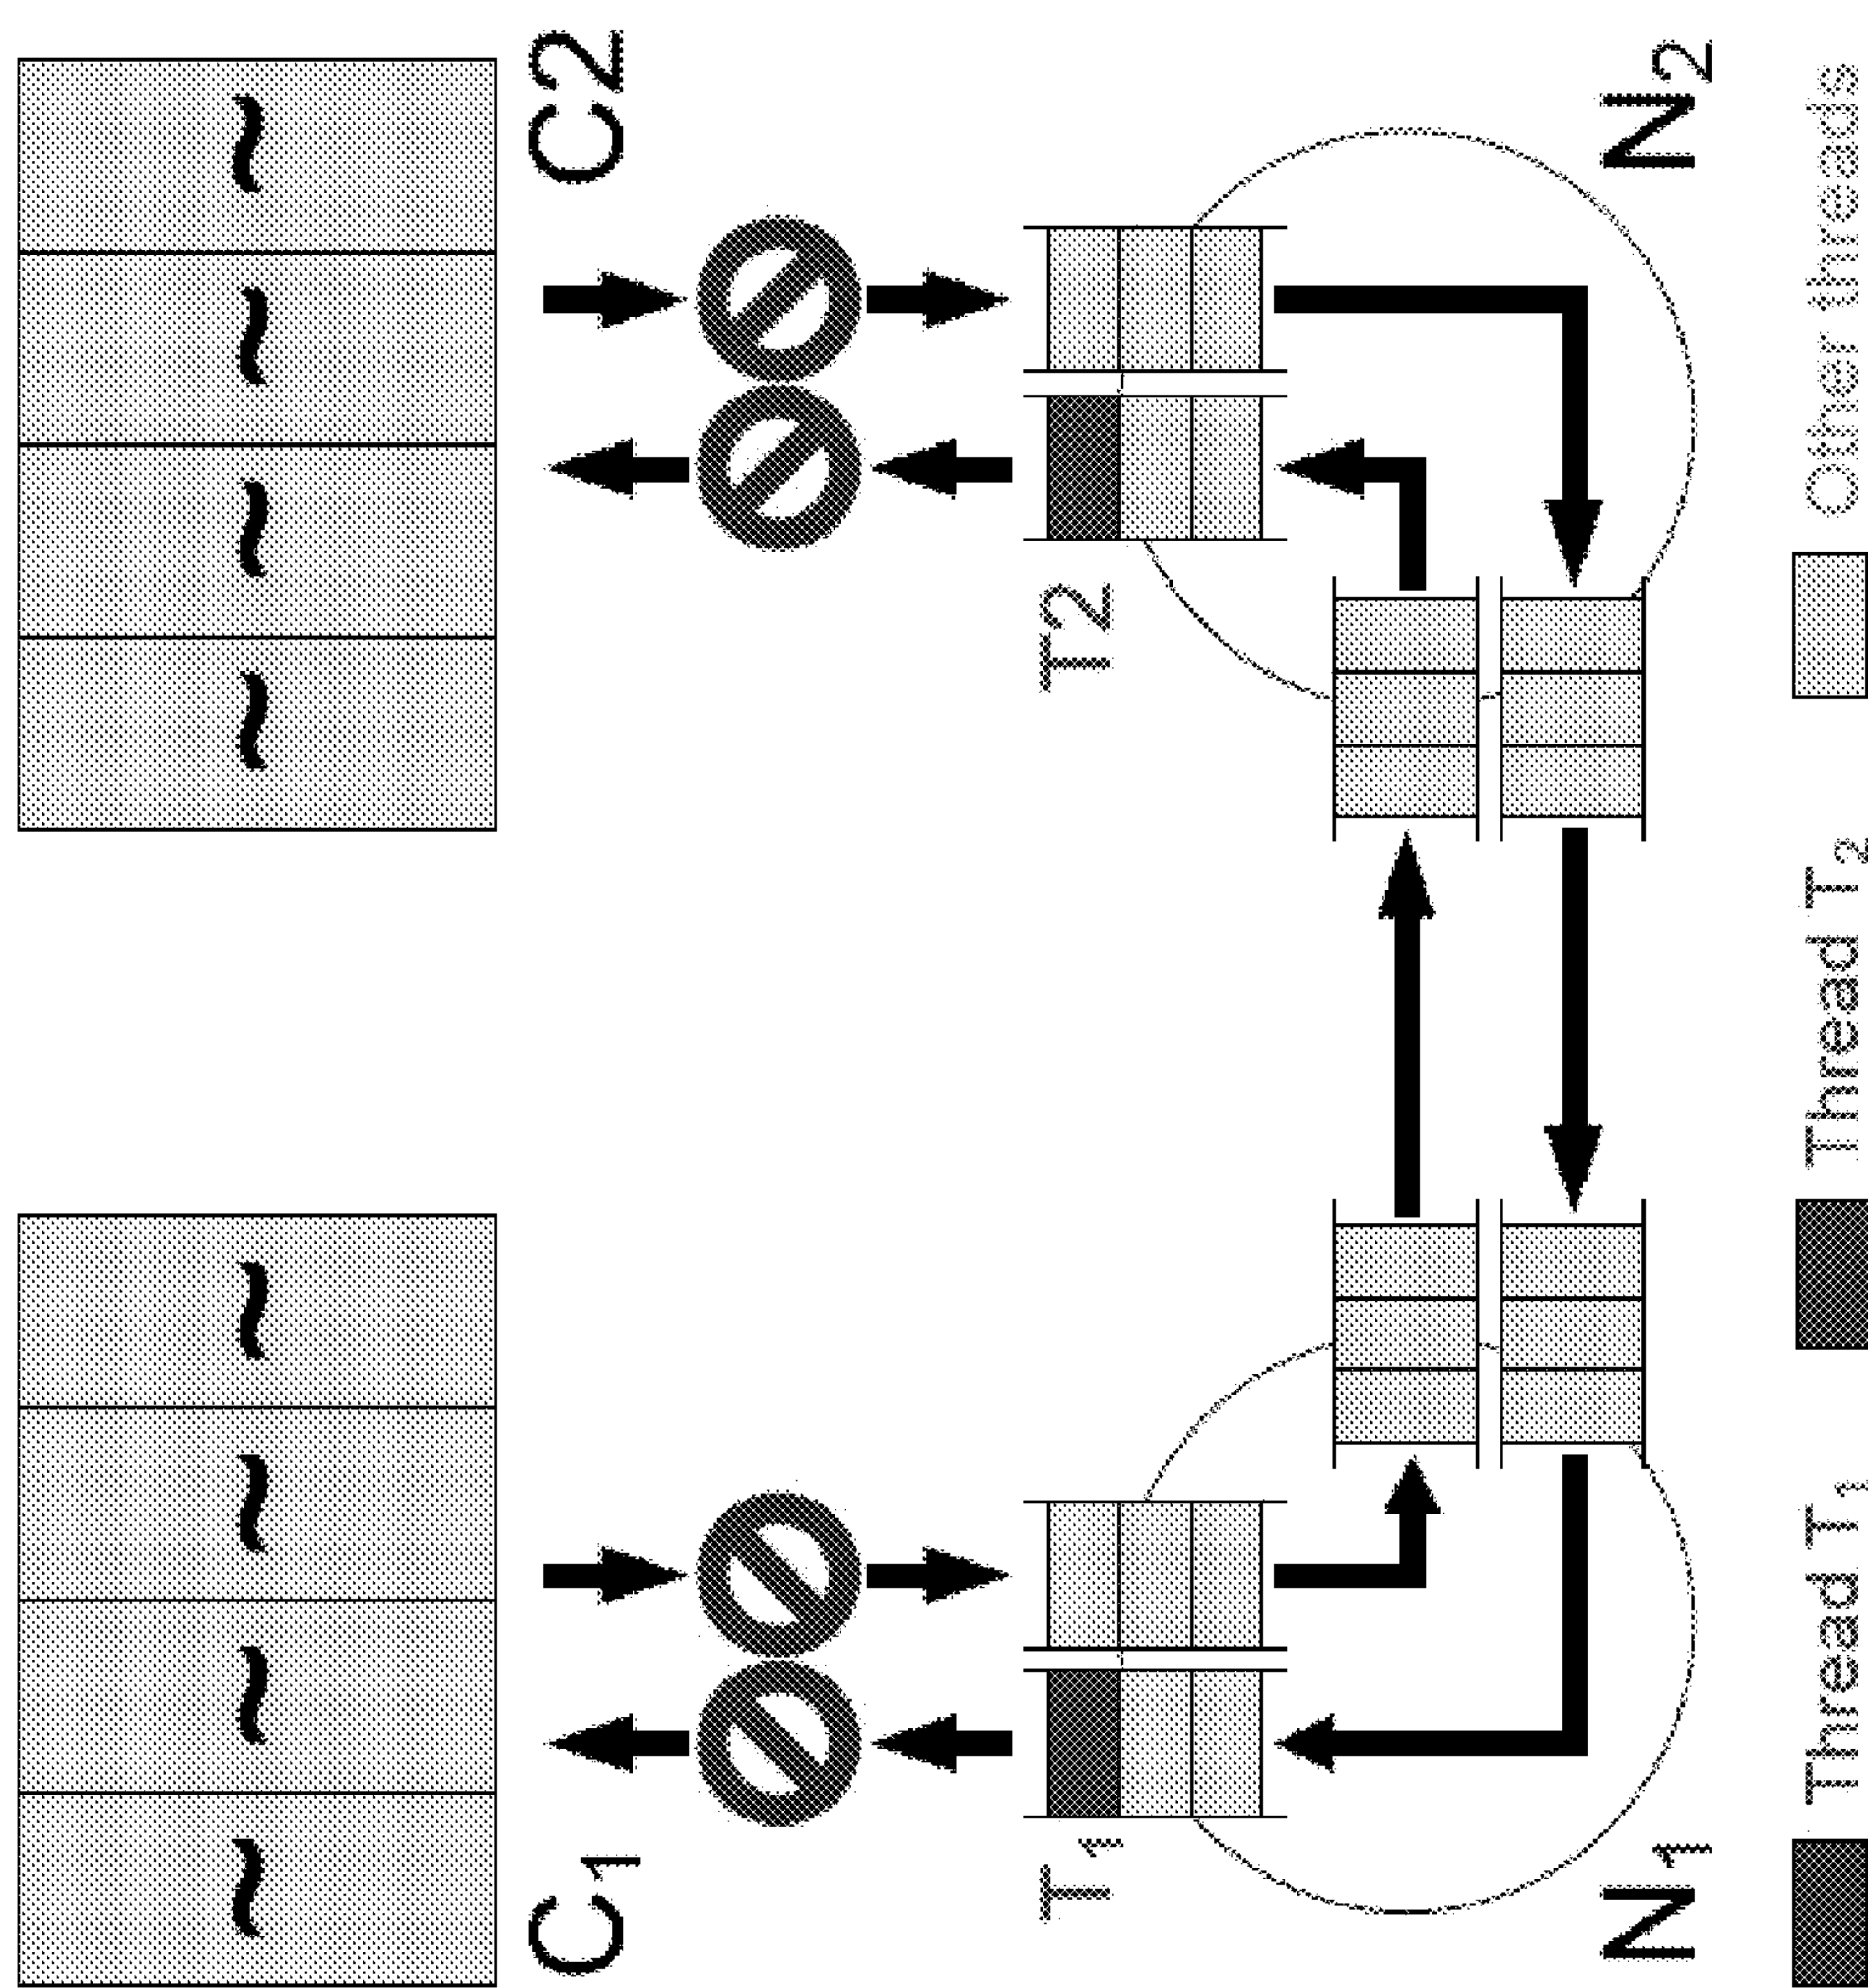 C1
C2
T1
T2
N1
N2
Thread T1
Thread T2
Other threads